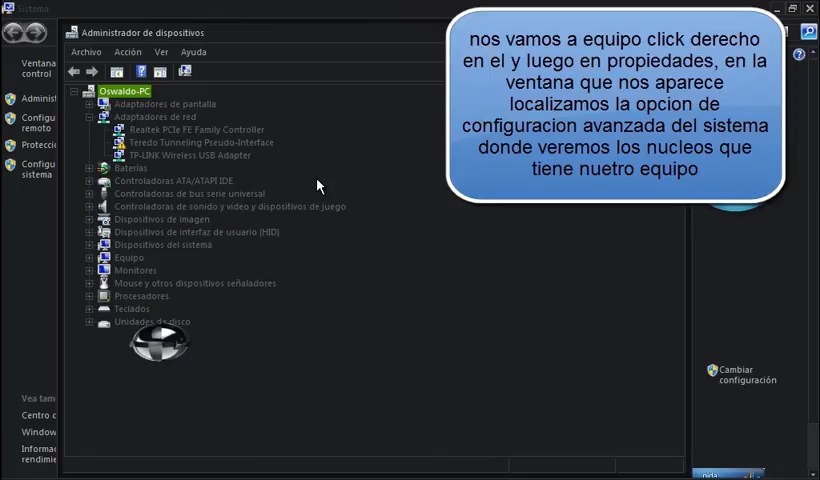 Sistema
Administrador de dispositivos
Archivo Acción Ver Ayuda
nos vamos a equipo click derecho
en el y luego en propiedades, en la
ventana que nos aparece
localizamos la opcion de
configuracion avanzada del sistema
donde veremos los nucleos que
tiene nuetro equipo
Ventana
control
Administ
Configu
remoto
Protecció
Configu
sistema
Oswaldo-PC
Adaptadores de pantalla
Adaptadores de red
Realtek PCIe FE Family Controller
Teredo Tunneling Pseudo-Interface
TP-LINK Wireless USB Adapter
Baterías
Controladoras ATA/ATAPI IDE
Controladoras de bus serie universal
Controladoras de sonido y video y dispositivos de juego
Dispositivos de imagen
Dispositivos de interfaz de usuario (HID)
Dispositivos del sistema
Equipo
Monitores
Mouse y otros dispositivos señaladores
Procesadores
Teclados
Unidades de disco
Cambiar
configuración
Vea tam
Centro c
Window
Informac
rendimie